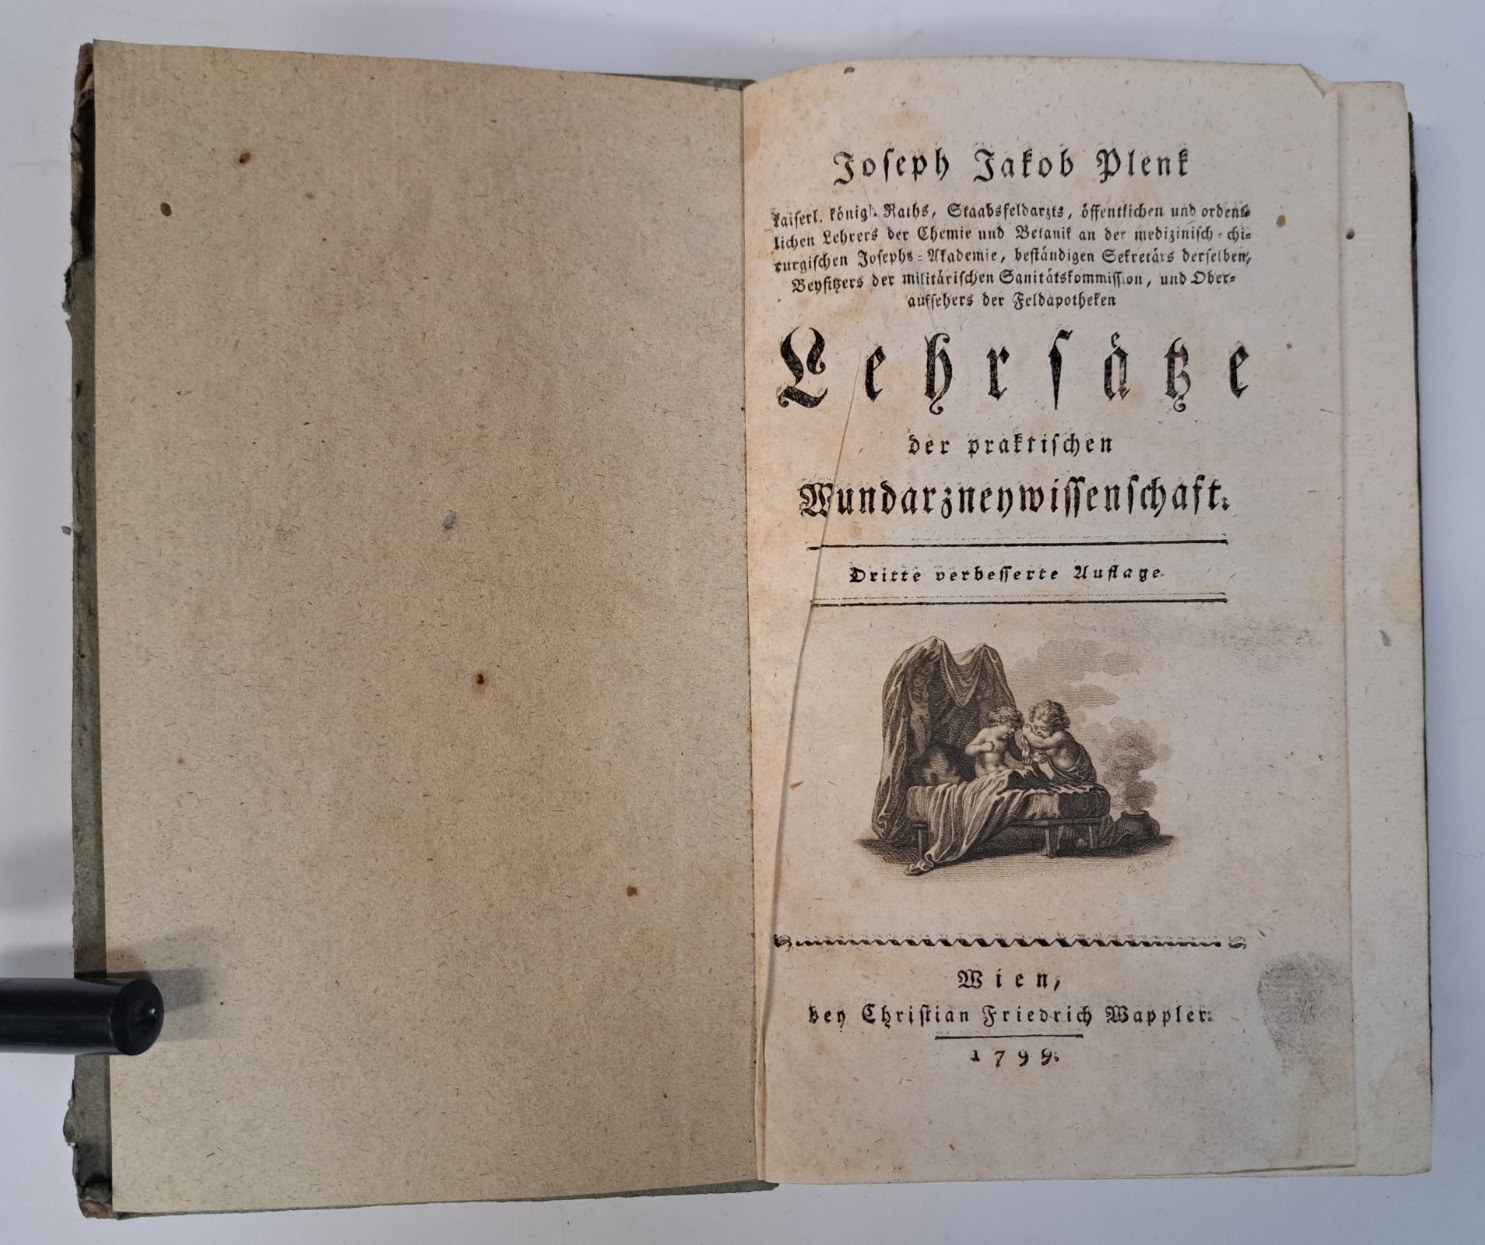 Joſeph Jakob Plenk
kaiſerl. königl. Raths, Staabsfeldarzts, öffentlichen und ordent⸗
lichen Lehrers der Chemie und Botanik an der mediziniſch⸗chi⸗
rurgiſchen Joſephs⸗Akademie, beſtändigen Sekretärs derſelben,
Beyſitzers der militäriſchen Sanitätskommiſſion, und Ober⸗
aufſehers der Feldapotheken
Lehrſätze
der praktiſchen
Wundarzneywiſſenſchaft.
Dritte verbeſſerte Auflage.
Wien,
bey Chriſtian Friedrich Wappler.
1799.